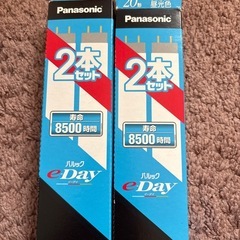 Panasonic
2本
セット
寿命
8500時間
パルック
e-Day
Panasonic
20形 昼光色
2本
セット
寿命
8500時間
パルック
e-Day